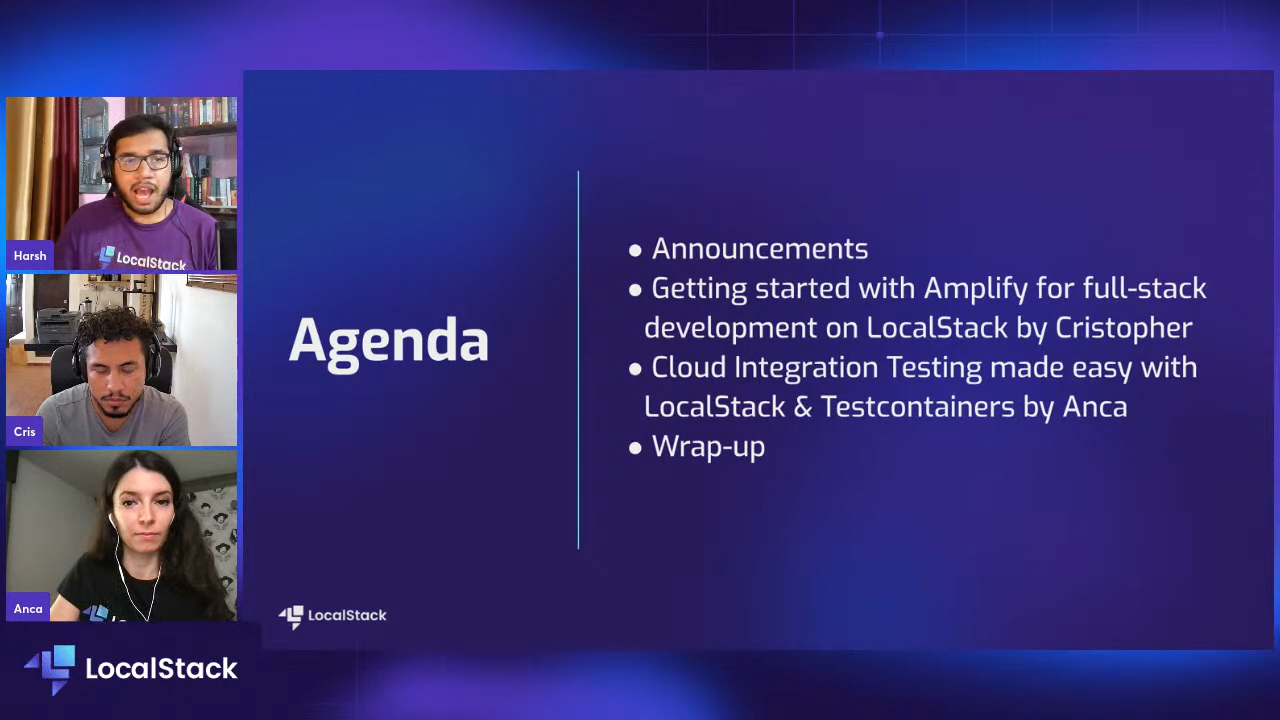 Harsh
LocalStack
Cris
Anca
LocalStack
Agenda
● Announcements
● Getting started with Amplify for full-stack
development on LocalStack by Cristopher
● Cloud Integration Testing made easy with
LocalStack & Testcontainers by Anca
● Wrap-up
LocalStack